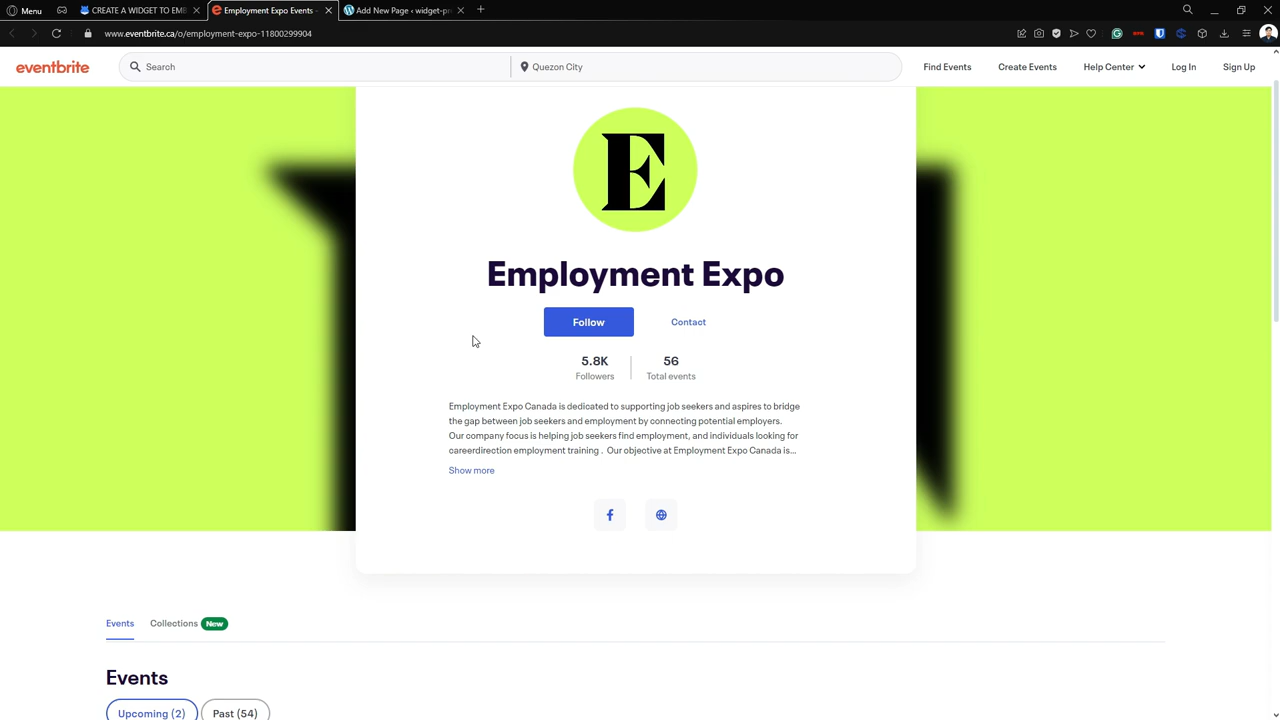 Menu
CREATE A WIDGET TO EMB
Employment Expo Events -
Add New Page ‹ widget-pr
www.eventbrite.ca/o/employment-expo-11800299904
eventbrite
Search
Quezon City
Find Events
Create Events
Help Center
Log In
Sign Up
E
Employment Expo
Follow
Contact
5.8K
56
Followers
Total events
Employment Expo Canada is dedicated to supporting job seekers and aspires to bridge
the gap between job seekers and employment by connecting potential employers.
Our company focus is helping job seekers find employment, and individuals looking for
careerdirection employment training .  Our objective at Employment Expo Canada is...
Show more
Events
Collections
New
Events
Upcoming (2)
Past (54)